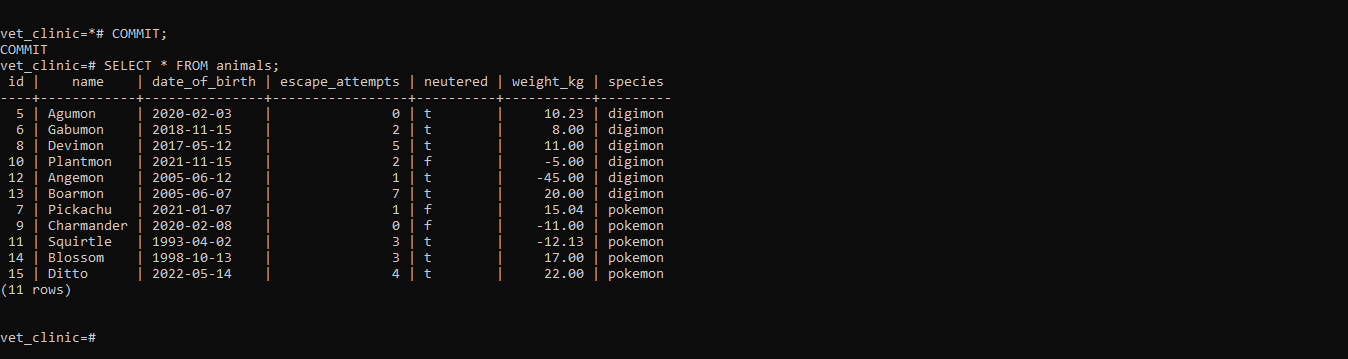 vet_clinic=*# COMMIT;
COMMIT
vet_clinic=# SELECT * FROM animals;
 id |    name    | date_of_birth | escape_attempts | neutered | weight_kg | species
----+------------+---------------+-----------------+----------+-----------+---------
  5 | Agumon     | 2020-02-03    |               0 | t        |     10.23 | digimon
  6 | Gabumon    | 2018-11-15    |               2 | t        |      8.00 | digimon
  8 | Devimon    | 2017-05-12    |               5 | t        |     11.00 | digimon
 10 | Plantmon   | 2021-11-15    |               2 | f        |     -5.00 | digimon
 12 | Angemon    | 2005-06-12    |               1 | t        |    -45.00 | digimon
 13 | Boarmon    | 2005-06-07    |               7 | t        |     20.00 | digimon
  7 | Pickachu   | 2021-01-07    |               1 | f        |     15.04 | pokemon
  9 | Charmander | 2020-02-08    |               0 | f        |    -11.00 | pokemon
 11 | Squirtle   | 1993-04-02    |               3 | t        |    -12.13 | pokemon
 14 | Blossom    | 1998-10-13    |               3 | t        |     17.00 | pokemon
 15 | Ditto      | 2022-05-14    |               4 | t        |     22.00 | pokemon
(11 rows)
vet_clinic=#